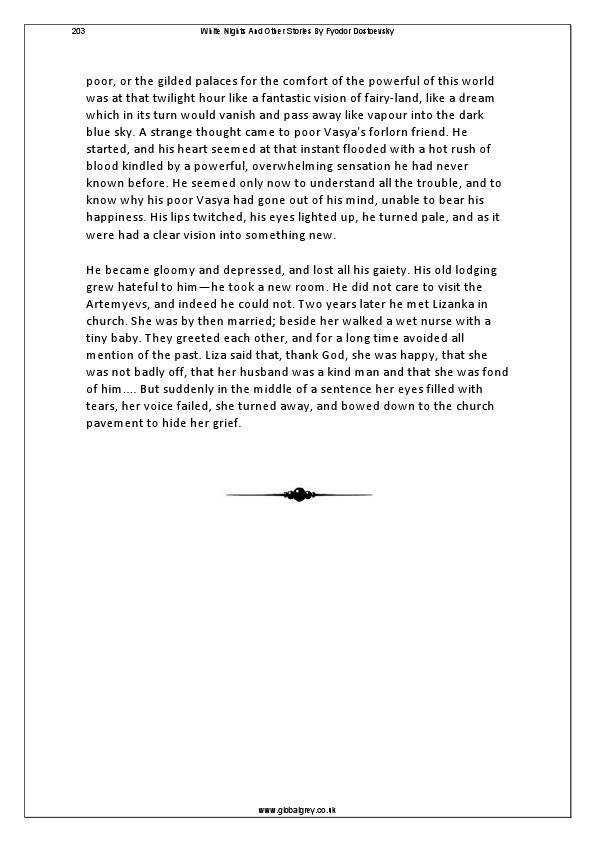 203
White Nights And Other Stories By Fyodor Dostoevsky
poor, or the gilded palaces for the comfort of the powerful of this world
was at that twilight hour like a fantastic vision of fairy-land, like a dream
which in its turn would vanish and pass away like vapour into the dark
blue sky. A strange thought came to poor Vasya's forlorn friend. He
started, and his heart seemed at that instant flooded with a hot rush of
blood kindled by a powerful, overwhelming sensation he had never
known before. He seemed only now to understand all the trouble, and to
know why his poor Vasya had gone out of his mind, unable to bear his
happiness. His lips twitched, his eyes lighted up, he turned pale, and as it
were had a clear vision into something new.
He became gloomy and depressed, and lost all his gaiety. His old lodging
grew hateful to him—he took a new room. He did not care to visit the
Artemyevs, and indeed he could not. Two years later he met Lizanka in
church. She was by then married; beside her walked a wet nurse with a
tiny baby. They greeted each other, and for a long time avoided all
mention of the past. Liza said that, thank God, she was happy, that she
was not badly off, that her husband was a kind man and that she was fond
of him.... But suddenly in the middle of a sentence her eyes filled with
tears, her voice failed, she turned away, and bowed down to the church
pavement to hide her grief.
www.globalgrey.co.uk